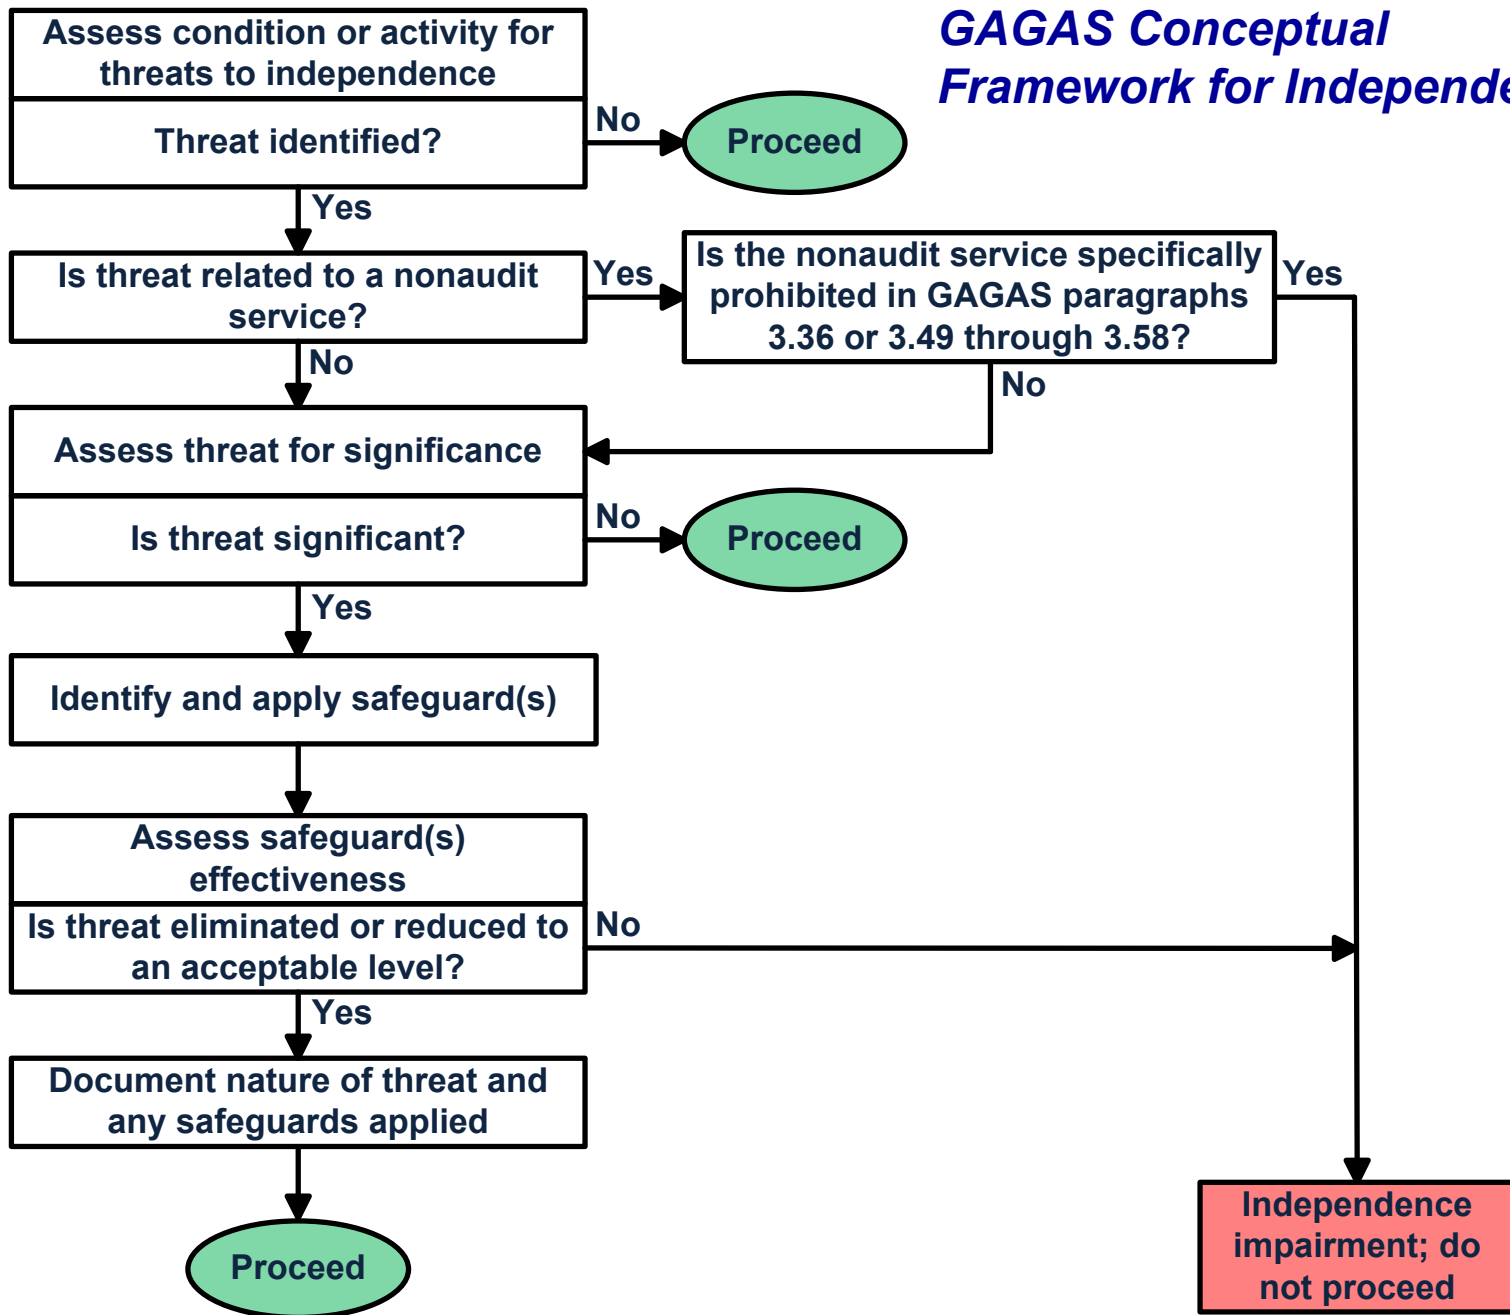 GAGAS Conceptual
Framework for
Assess condition or activity for
threats to independence
Threat identified?
No
Proceed
Yes
Is threat related to a nonaudit
service?
Yes
Is the nonaudit service specifically
prohibited in GAGAS paragraphs
3.36 or 3.49 through 3.58?
Yes
No
No
Assess threat for significance
Is threat significant?
No
Proceed
Yes
Identify and apply safeguard(s)
Assess safeguard(s)
effectiveness
Is threat eliminated or reduced to
an acceptable level?
No
Yes
Document nature of threat and
any safeguards applied
Proceed
Independence
impairment; do
not proceed